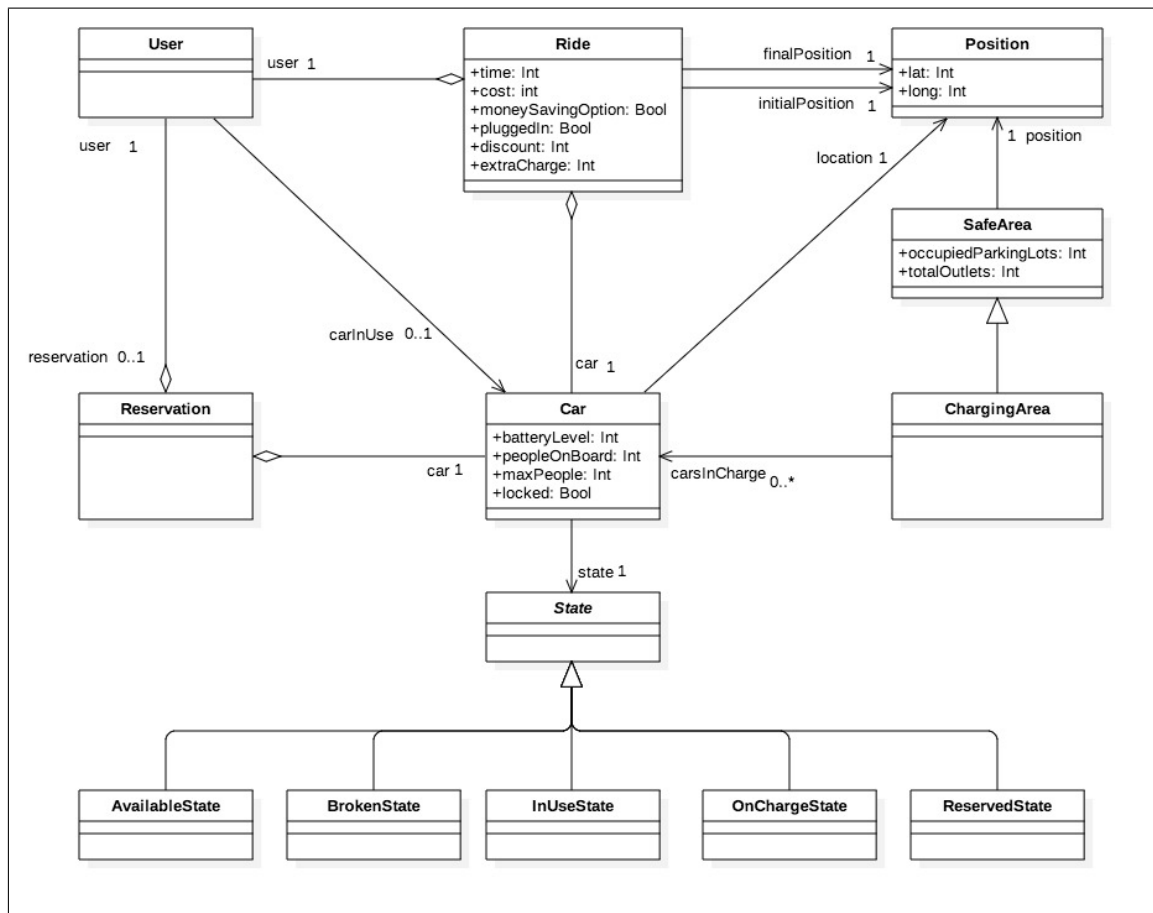 User
Ride
+time: Int
+cost: int
+moneySavingOption: Bool
+pluggedIn: Bool
+discount: Int
+extraCharge: Int
Position
+lat: Int
+long: Int
user 1
finalPosition 1
initialPosition 1
user 1
location 1
1 position
SafeArea
+occupiedParkingLots: Int
+totalOutlets: Int
carInUse 0..1
reservation 0..1
car 1
Reservation
Car
+batteryLevel: Int
+peopleOnBoard: Int
+maxPeople: Int
+locked: Bool
ChargingArea
car 1
carsInCharge 0..*
state 1
State
AvailableState
BrokenState
InUseState
OnChargeState
ReservedState